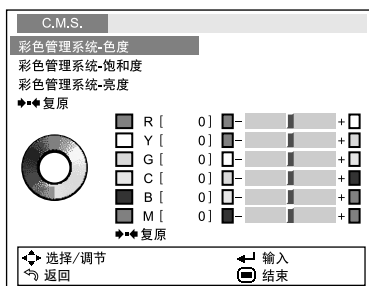 C.M.S.
彩色管理系统-色度
彩色管理系统-饱和度
彩色管理系统-亮度
复原
R [ 0] - +
Y [ 0] - +
G [ 0] - +
C [ 0] - +
B [ 0] - +
M [ 0] - +
复原
选择/调节 输入
返回 结束